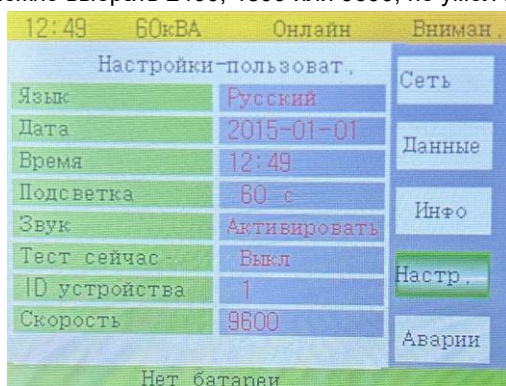 12:49 60кВА Онлайн Вниман.
Настройки-пользоват.
Язык Русский
Дата 2015-01-01
Время 12:49
Подсветка 60 с
Звук Активировать
Тест сейчас Выкл
ID устройства 1
Скорость 9600
Сеть
Данные
Инфо
Настр.
Аварии
Нет батареи